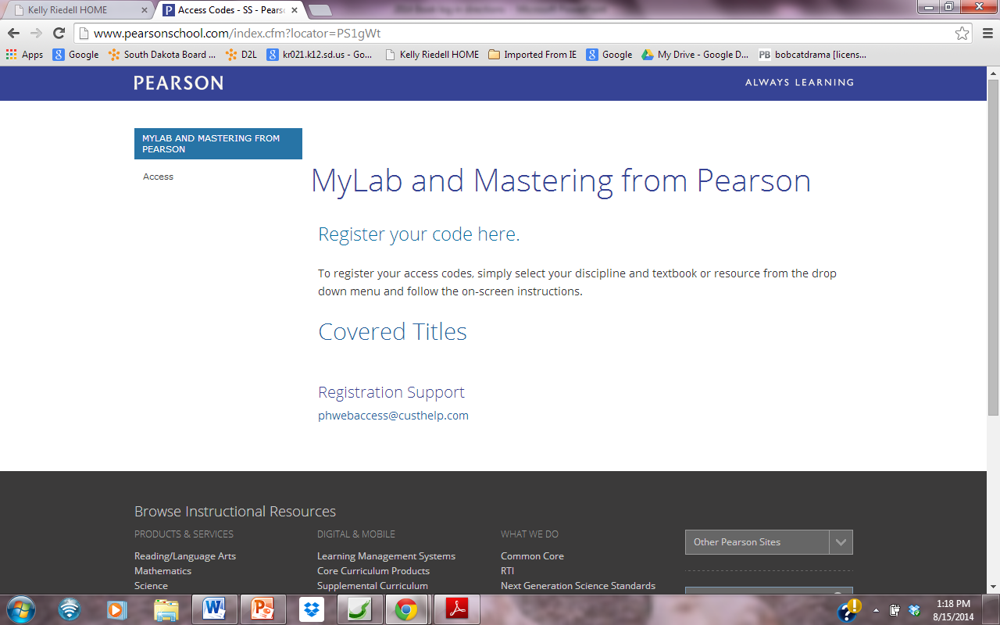 Kelly Riedell HOME
Access Codes - SS - Pears
www.pearsonschool.com/index.cfm?locator=PS1gWt
Apps Google South Dakota Board ... D2L kr021.k12.sd.us - Go... Kelly Riedell HOME Imported From IE Google My Drive - Google D... PB bobcatdrama [licens...
PEARSON
ALWAYS LEARNING
MYLAB AND MASTERING FROM
PEARSON
Access
MyLab and Mastering from Pearson
Register your code here.
To register your access codes, simply select your discipline and textbook or resource from the drop
down menu and follow the on-screen instructions.
Covered Titles
Registration Support
phwebaccess@custhelp.com
Browse Instructional Resources
PRODUCTS & SERVICES
Reading/Language Arts
Mathematics
Science
DIGITAL & MOBILE
Learning Management Systems
Core Curriculum Products
Supplemental Curriculum
WHAT WE DO
Common Core
RTI
Next Generation Science Standards
Other Pearson Sites
1:18 PM
8/15/2014